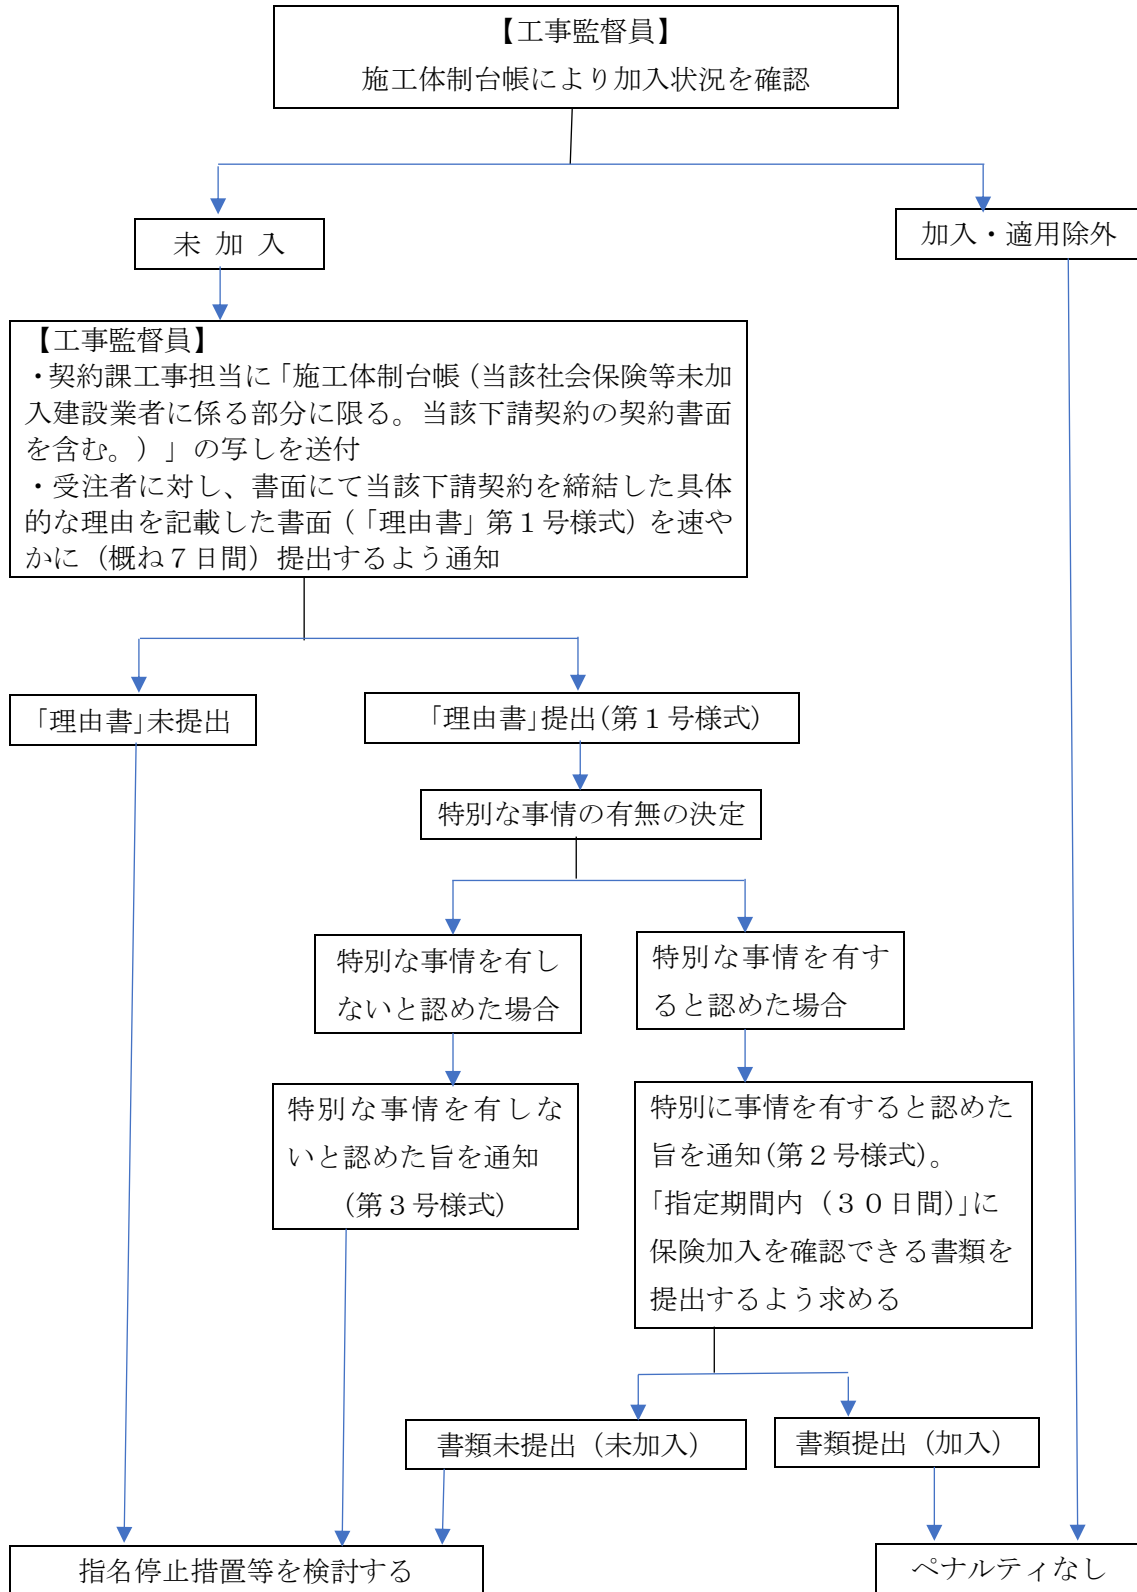 【工事監督員】
施工体制台帳により加入状況を確認
未 加 入
加入・適用除外
【工事監督員】
・契約課工事担当に「施工体制台帳（当該社会保険等未加
入建設業者に係る部分に限る。当該下請契約の契約書面
を含む。）」の写しを送付
・受注者に対し、書面にて当該下請契約を締結した具体
的な理由を記載した書面（「理由書」第１号様式）を速や
かに（概ね７日間）提出するよう通知
「理由書」未提出
「理由書」提出（第１号様式）
特別な事情の有無の決定
特別な事情を有し
ないと認めた場合
特別な事情を有す
ると認めた場合
特別な事情を有しな
いと認めた旨を通知
（第３号様式）
特別に事情を有すると認めた
旨を通知（第２号様式）。
「指定期間内（３０日間）」に
保険加入を確認できる書類を
提出するよう求める
書類未提出（未加入）
書類提出（加入）
指名停止措置等を検討する
ペナルティなし